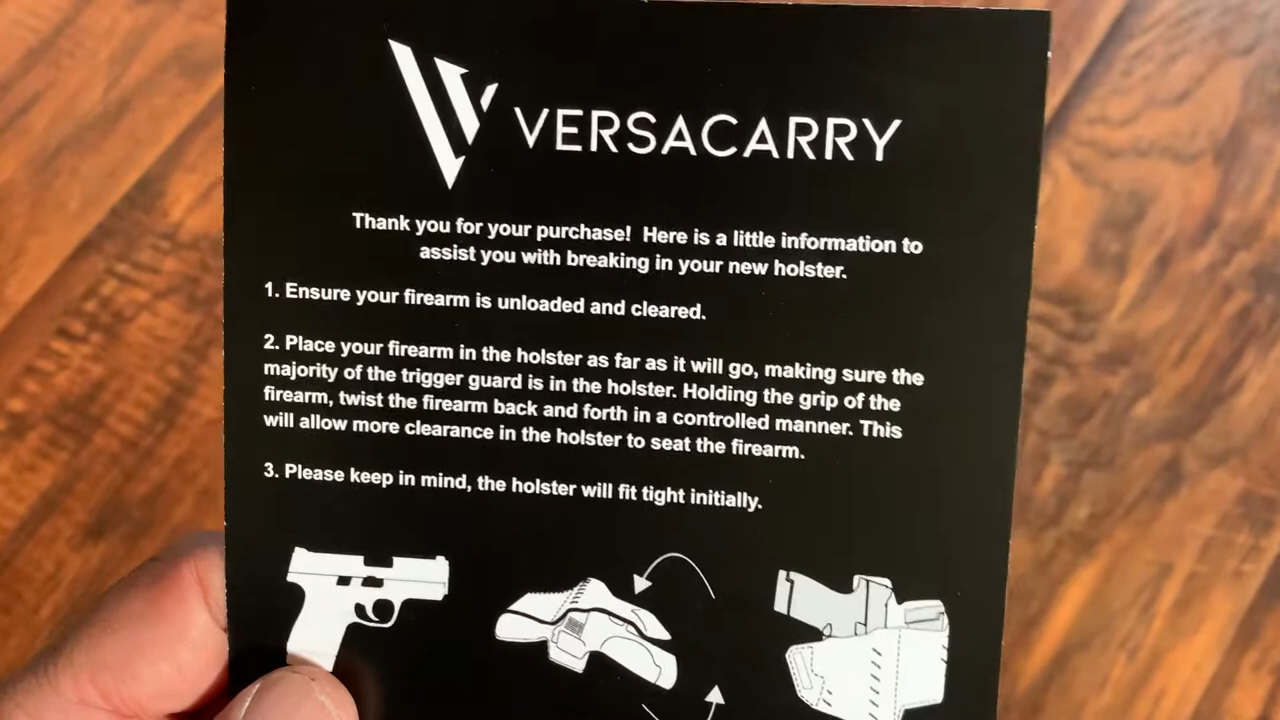 VERSACARRY
Thank you for your purchase! Here is a little information to
assist you with breaking in your new holster.
1. Ensure your firearm is unloaded and cleared.
2. Place your firearm in the holster as far as it will go, making sure the
majority of the trigger guard is in the holster. Holding the grip of the
firearm, twist the firearm back and forth in a controlled manner. This
will allow more clearance in the holster to seat the firearm.
3. Please keep in mind, the holster will fit tight initially.